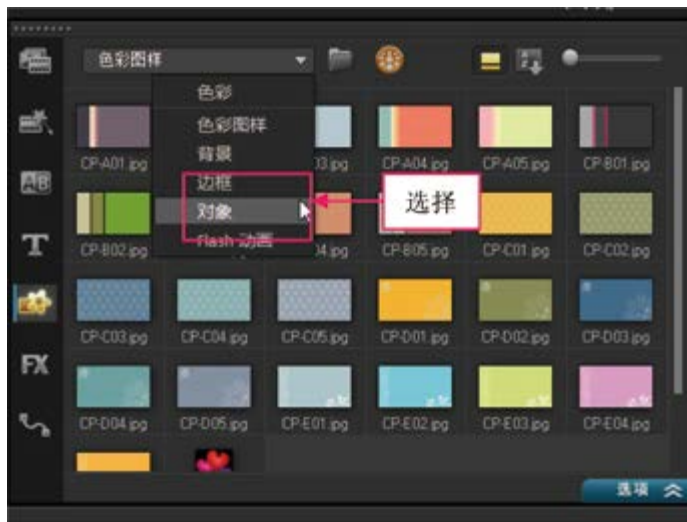 色彩图样
色彩
色彩图样
背景
边框
对象
Flash 动画
选择
AB
T
FX
CP-A01.jpg
03.jpg
CP-A04.jpg
CP-A05.jpg
CP-B01.jpg
CP-B02.jpg
04.jpg
CP-B05.jpg
CP-C01.jpg
CP-C02.jpg
CP-C03.jpg
CP-C04.jpg
CP-C05.jpg
CP-D01.jpg
CP-D02.jpg
CP-D03.jpg
CP-D04.jpg
CP-D05.jpg
CP-E01.jpg
CP-E02.jpg
CP-E03.jpg
CP-E04.jpg
选项